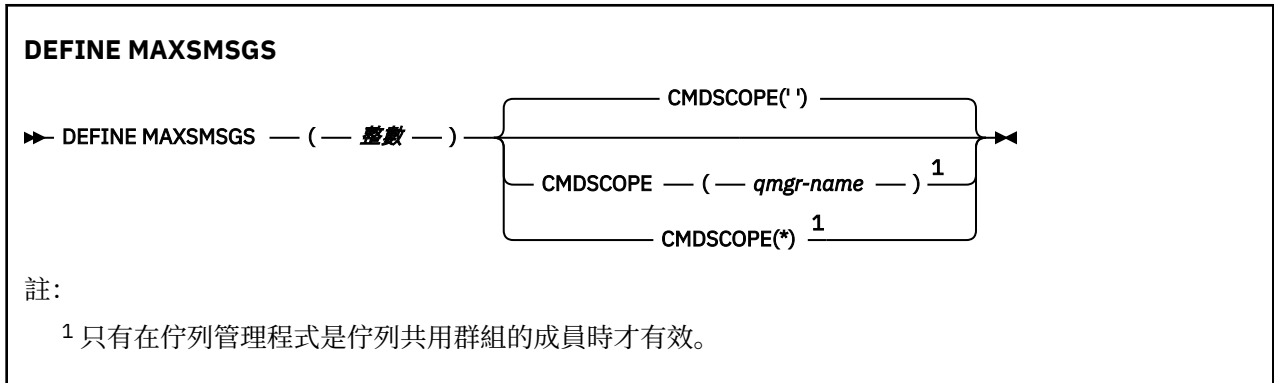 DEFINE MAXSMSGS
CMDSCOPE(' ')
DEFINE MAXSMSGS ( 整數 )
CMDSCOPE ( qmgr-name ) 1
CMDSCOPE(*) 1
註：
1 只有在佇列管理程式是佇列共用群組的成員時才有效。